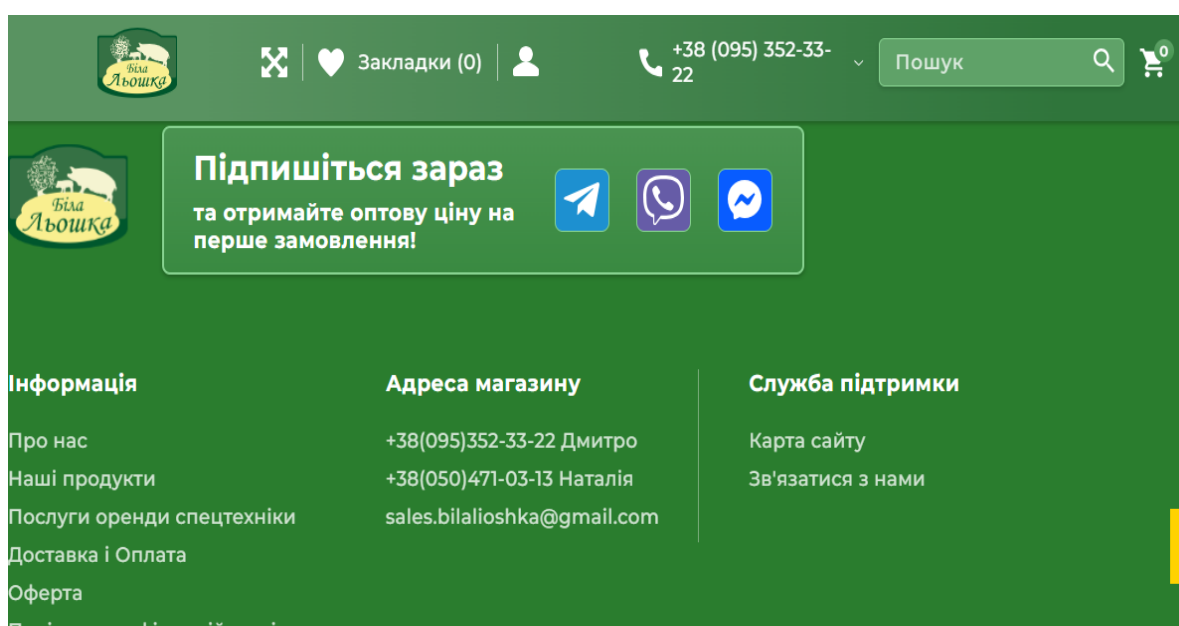 Біла
Льошка
Закладки (0)
+38 (095) 352-33-
22
Пошук
0
Біла
Льошка
Підпишіться зараз
та отримайте оптову ціну на
перше замовлення!
Інформація
Про нас
Наші продукти
Послуги оренди спецтехніки
Доставка і Оплата
Оферта
Адреса магазину
+38(095)352-33-22 Дмитро
+38(050)471-03-13 Наталія
sales.bilalioshka@gmail.com
Служба підтримки
Карта сайту
Зв'язатися з нами